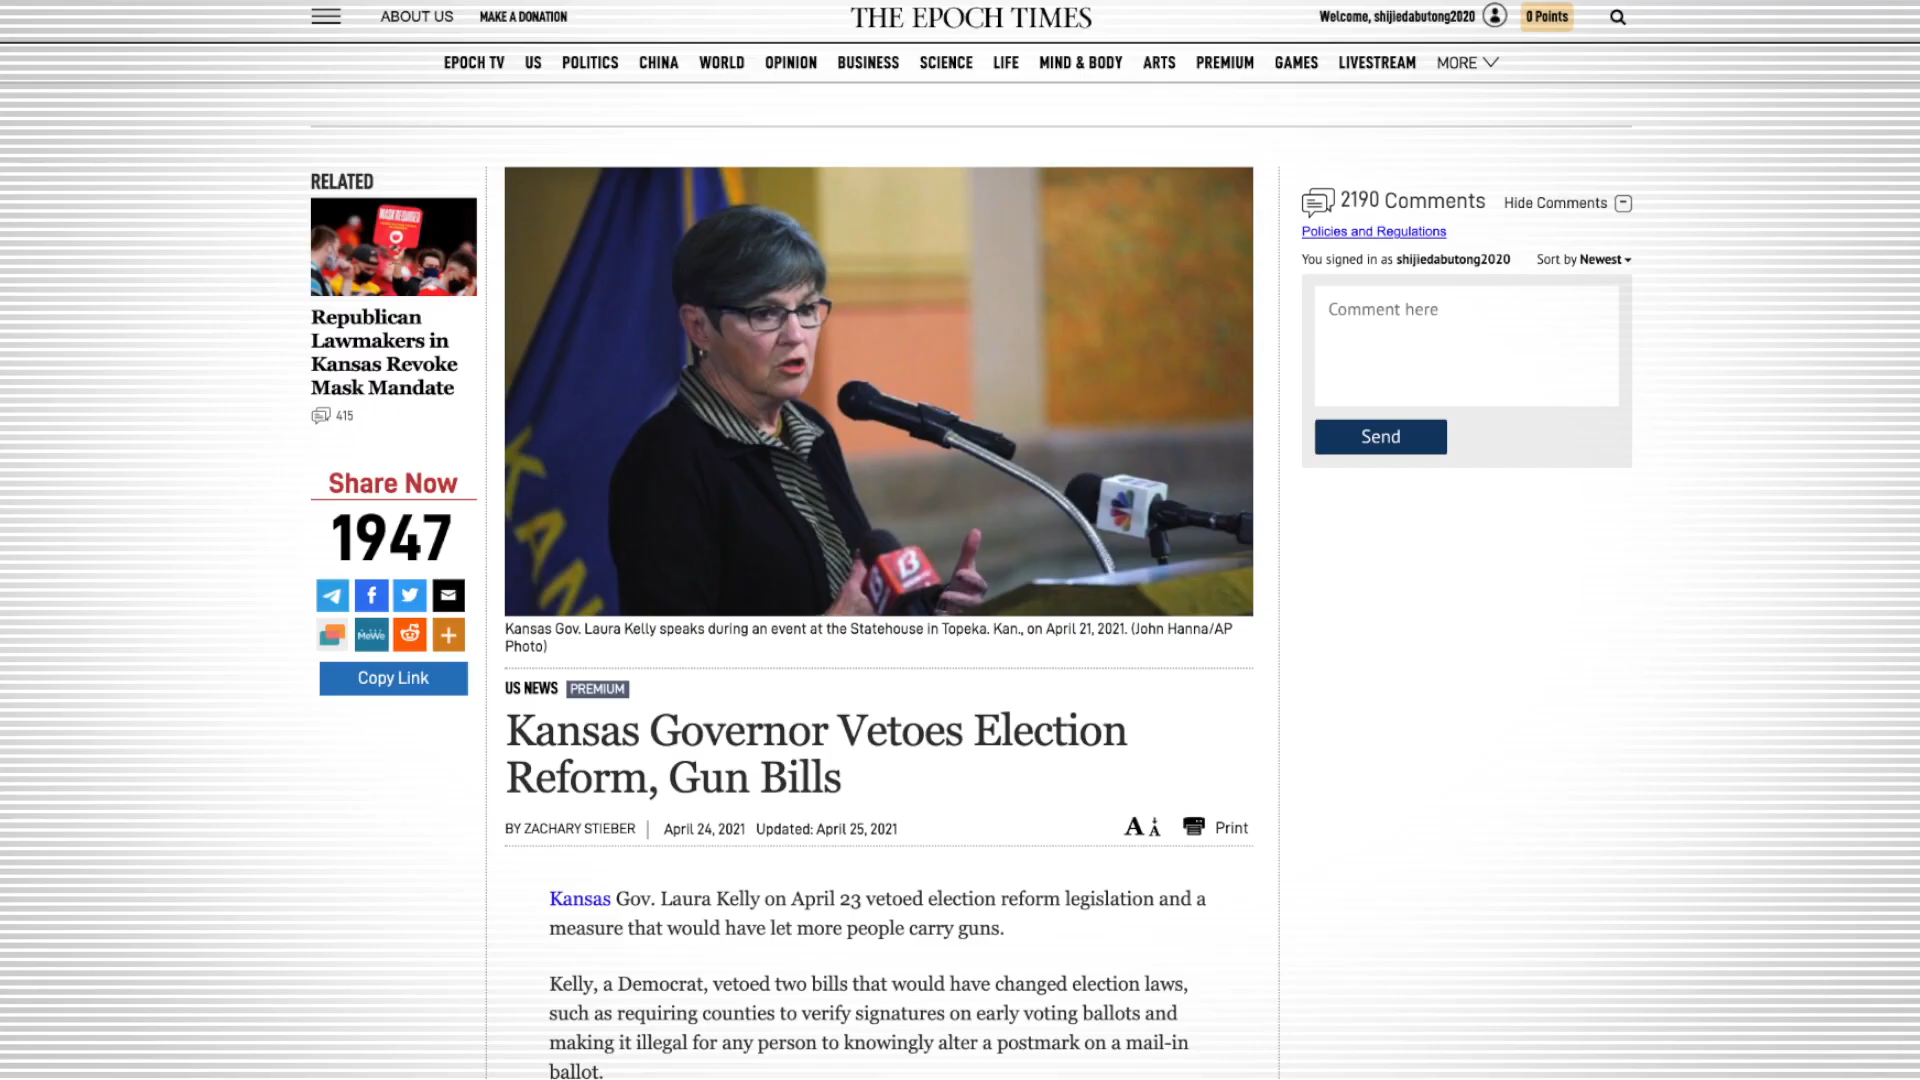 ABOUT US
MAKE A DONATION
THE EPOCH TIMES
Welcome, shijiedabutong2020
0 Points
EPOCH TV US POLITICS CHINA WORLD OPINION BUSINESS SCIENCE LIFE MIND & BODY ARTS PREMIUM GAMES LIVESTREAM MORE
RELATED
MASK REQUIRED
Republican
Lawmakers in
Kansas Revoke
Mask Mandate
415
Share Now
1947
MeWe
Copy Link
KAN
13
Kansas Gov. Laura Kelly speaks during an event at the Statehouse in Topeka. Kan., on April 21, 2021. (John Hanna/AP
Photo)
US NEWS PREMIUM
Kansas Governor Vetoes Election
Reform, Gun Bills
BY ZACHARY STIEBER | April 24, 2021 Updated: April 25, 2021
A A Print
Kansas Gov. Laura Kelly on April 23 vetoed election reform legislation and a
measure that would have let more people carry guns.
Kelly, a Democrat, vetoed two bills that would have changed election laws,
such as requiring counties to verify signatures on early voting ballots and
making it illegal for any person to knowingly alter a postmark on a mail-in
ballot.
2190 Comments Hide Comments
Policies and Regulations
You signed in as shijiedabutong2020 Sort by Newest
Comment here
Send